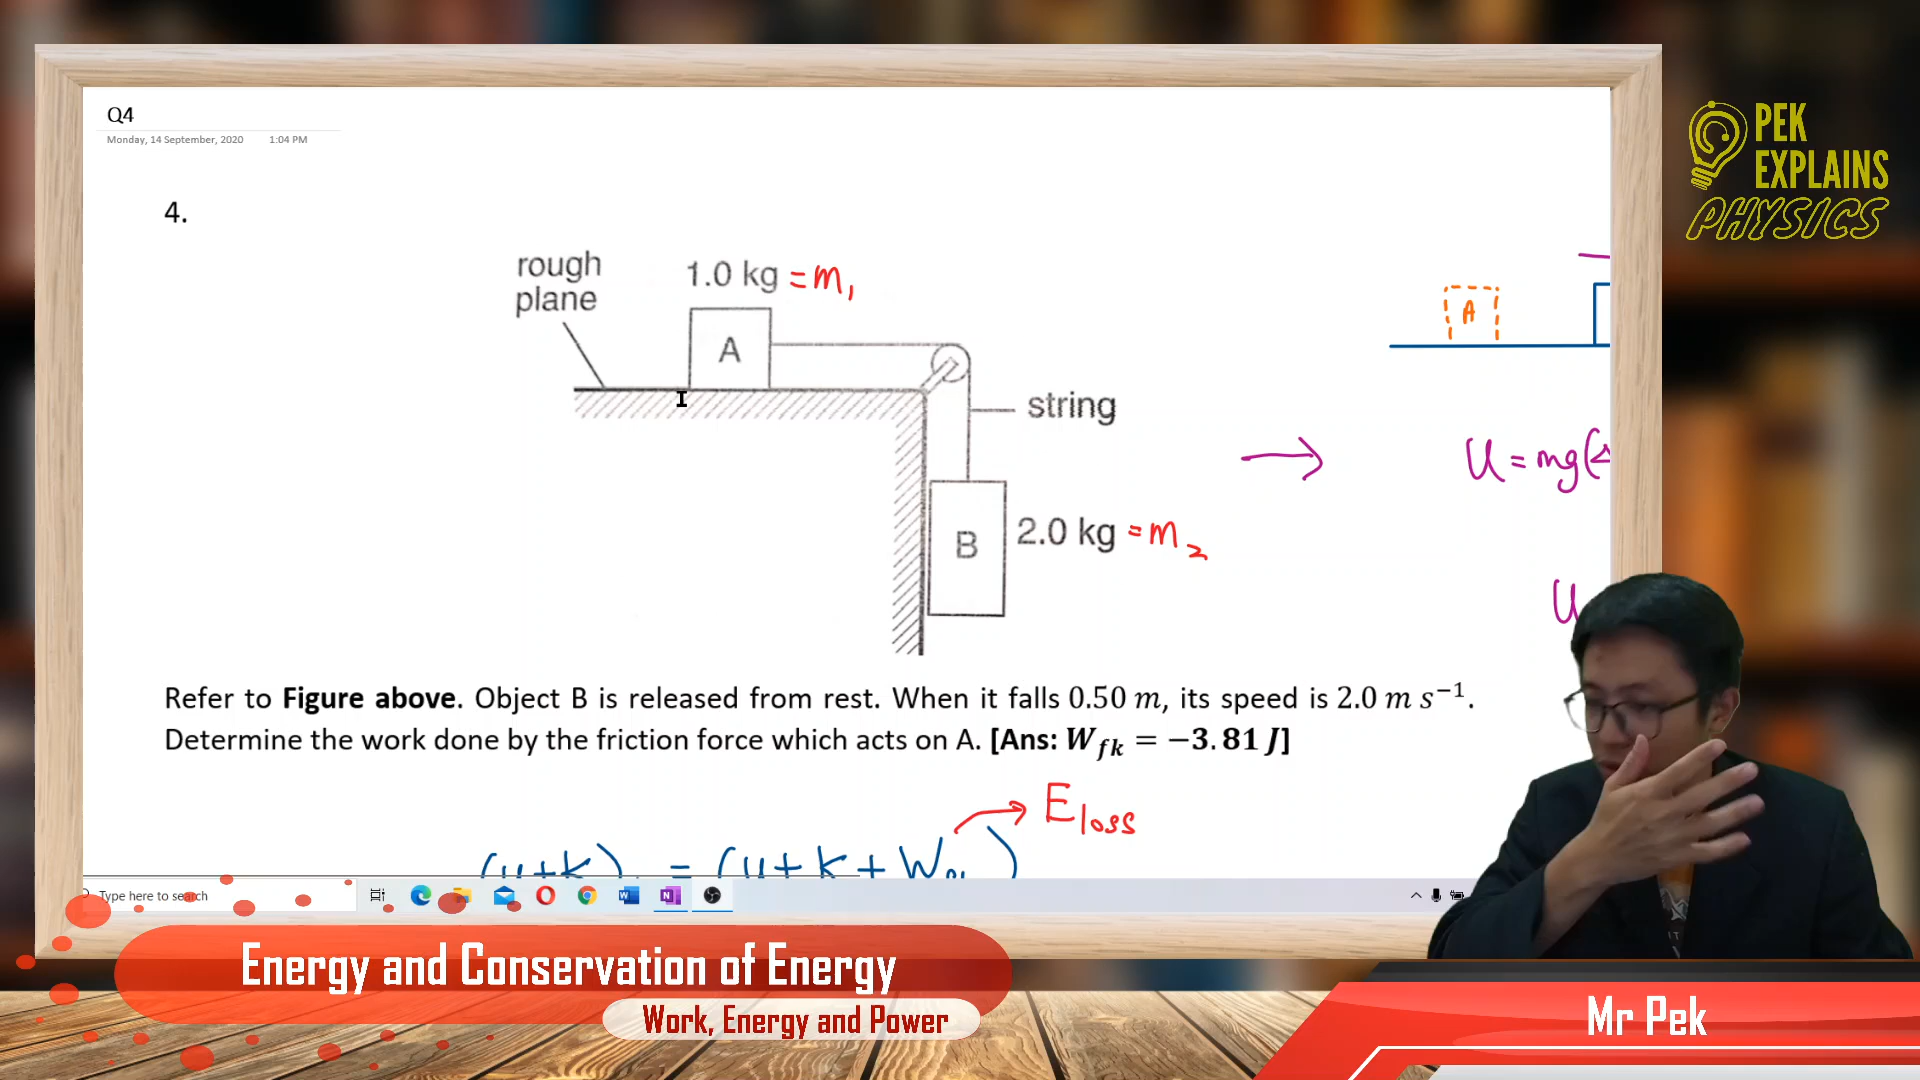 Q4
Monday, 14 September, 2020 1:04 PM
PEK
EXPLAINS
PHYSICS
4.
rough
plane
1.0 kg = m₁
A
A
string
U = mg(
B
2.0 kg = m₂
U
Refer to Figure above. Object B is released from rest. When it falls 0.50 m, its speed is 2.0 m s⁻¹.
Determine the work done by the friction force which acts on A. [Ans: W_fk = −3.81 J]
E loss
(u+k) = (u+k+W )
Type here to search
Energy and Conservation of Energy
Work, Energy and Power
Mr Pek